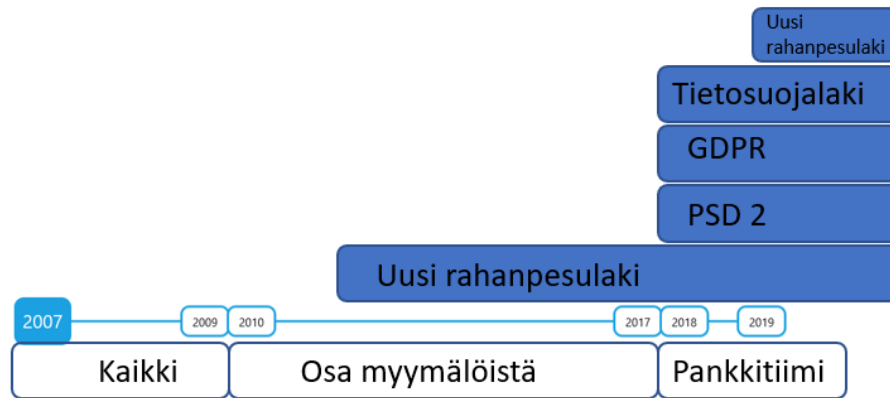 Uusi
rahanpesulaki
Tietosuojalaki
GDPR
PSD 2
Uusi rahanpesulaki
2007 2009 2010 2017 2018 2019
Kaikki Osa myymälöistä Pankkitiimi